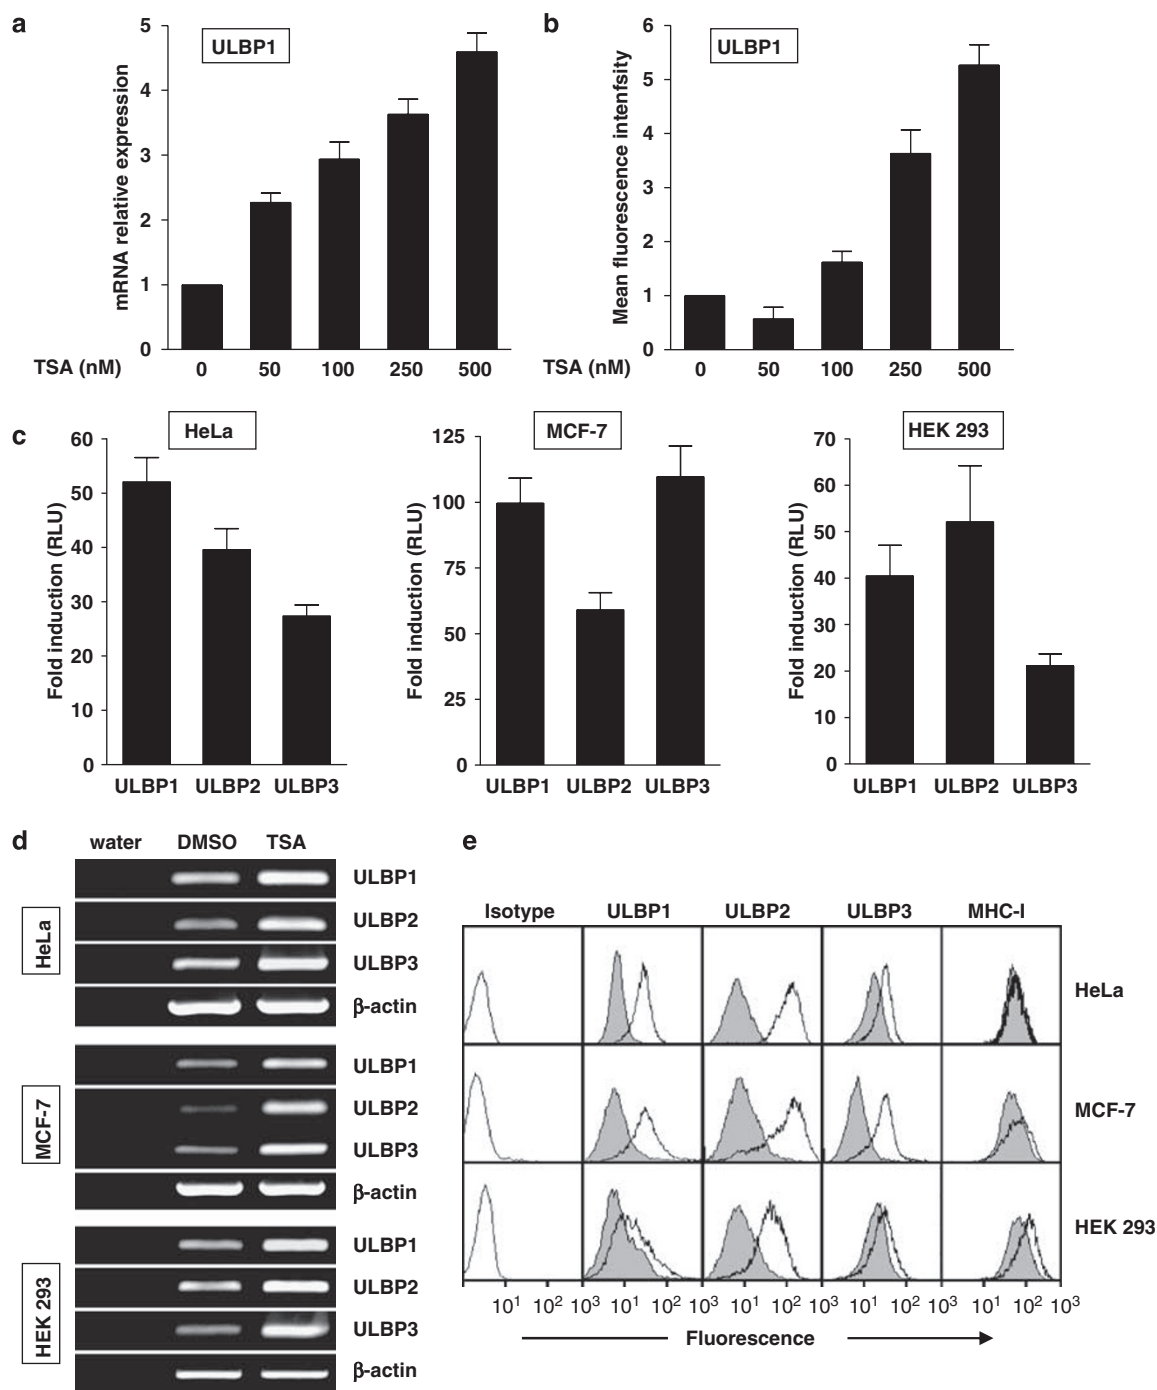 a
ULBP1
mRNA relative expression
5
4
3
2
1
0
TSA (nM) 0 50 100 250 500
b
ULBP1
Mean fluorescence intenfsity
6
5
4
3
2
1
0
TSA (nM) 0 50 100 250 500
c
HeLa
Fold induction (RLU)
60
50
40
30
20
10
0
ULBP1 ULBP2 ULBP3
MCF-7
Fold induction (RLU)
125
100
75
50
25
0
ULBP1 ULBP2 ULBP3
HEK 293
Fold induction (RLU)
70
60
50
40
30
20
10
0
ULBP1 ULBP2 ULBP3
d
water DMSO TSA
HeLa
ULBP1
ULBP2
ULBP3
β-actin
MCF-7
ULBP1
ULBP2
ULBP3
β-actin
HEK 293
ULBP1
ULBP2
ULBP3
β-actin
e
Isotype ULBP1 ULBP2 ULBP3 MHC-I
HeLa
MCF-7
HEK 293
10¹ 10² 10³ 10¹ 10² 10³ 10¹ 10² 10³ 10¹ 10² 10³ 10¹ 10² 10³
Fluorescence